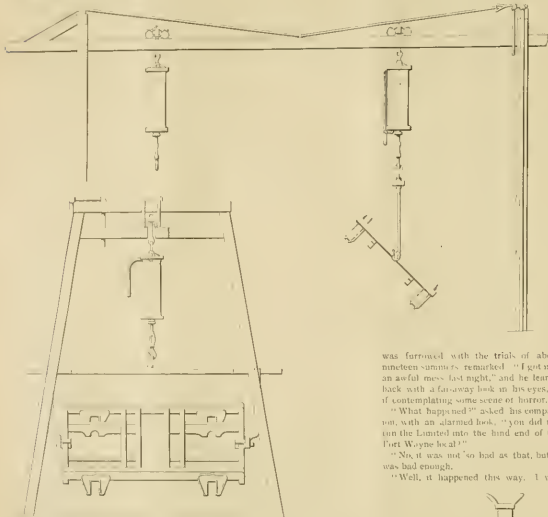 was furrowed with the trials of
nineteen summers remarked "I got
an awful mess last night," and he
back with a far-away look in his eyes,
if contemplating some scene of horror.
"What happened?" asked his
with an alarmed look, "you did
run the Limited into the hind end of
Fort Wayne local?"
"No, it was not so bad as that, but
was bad enough.
"Well, it happened this way. I